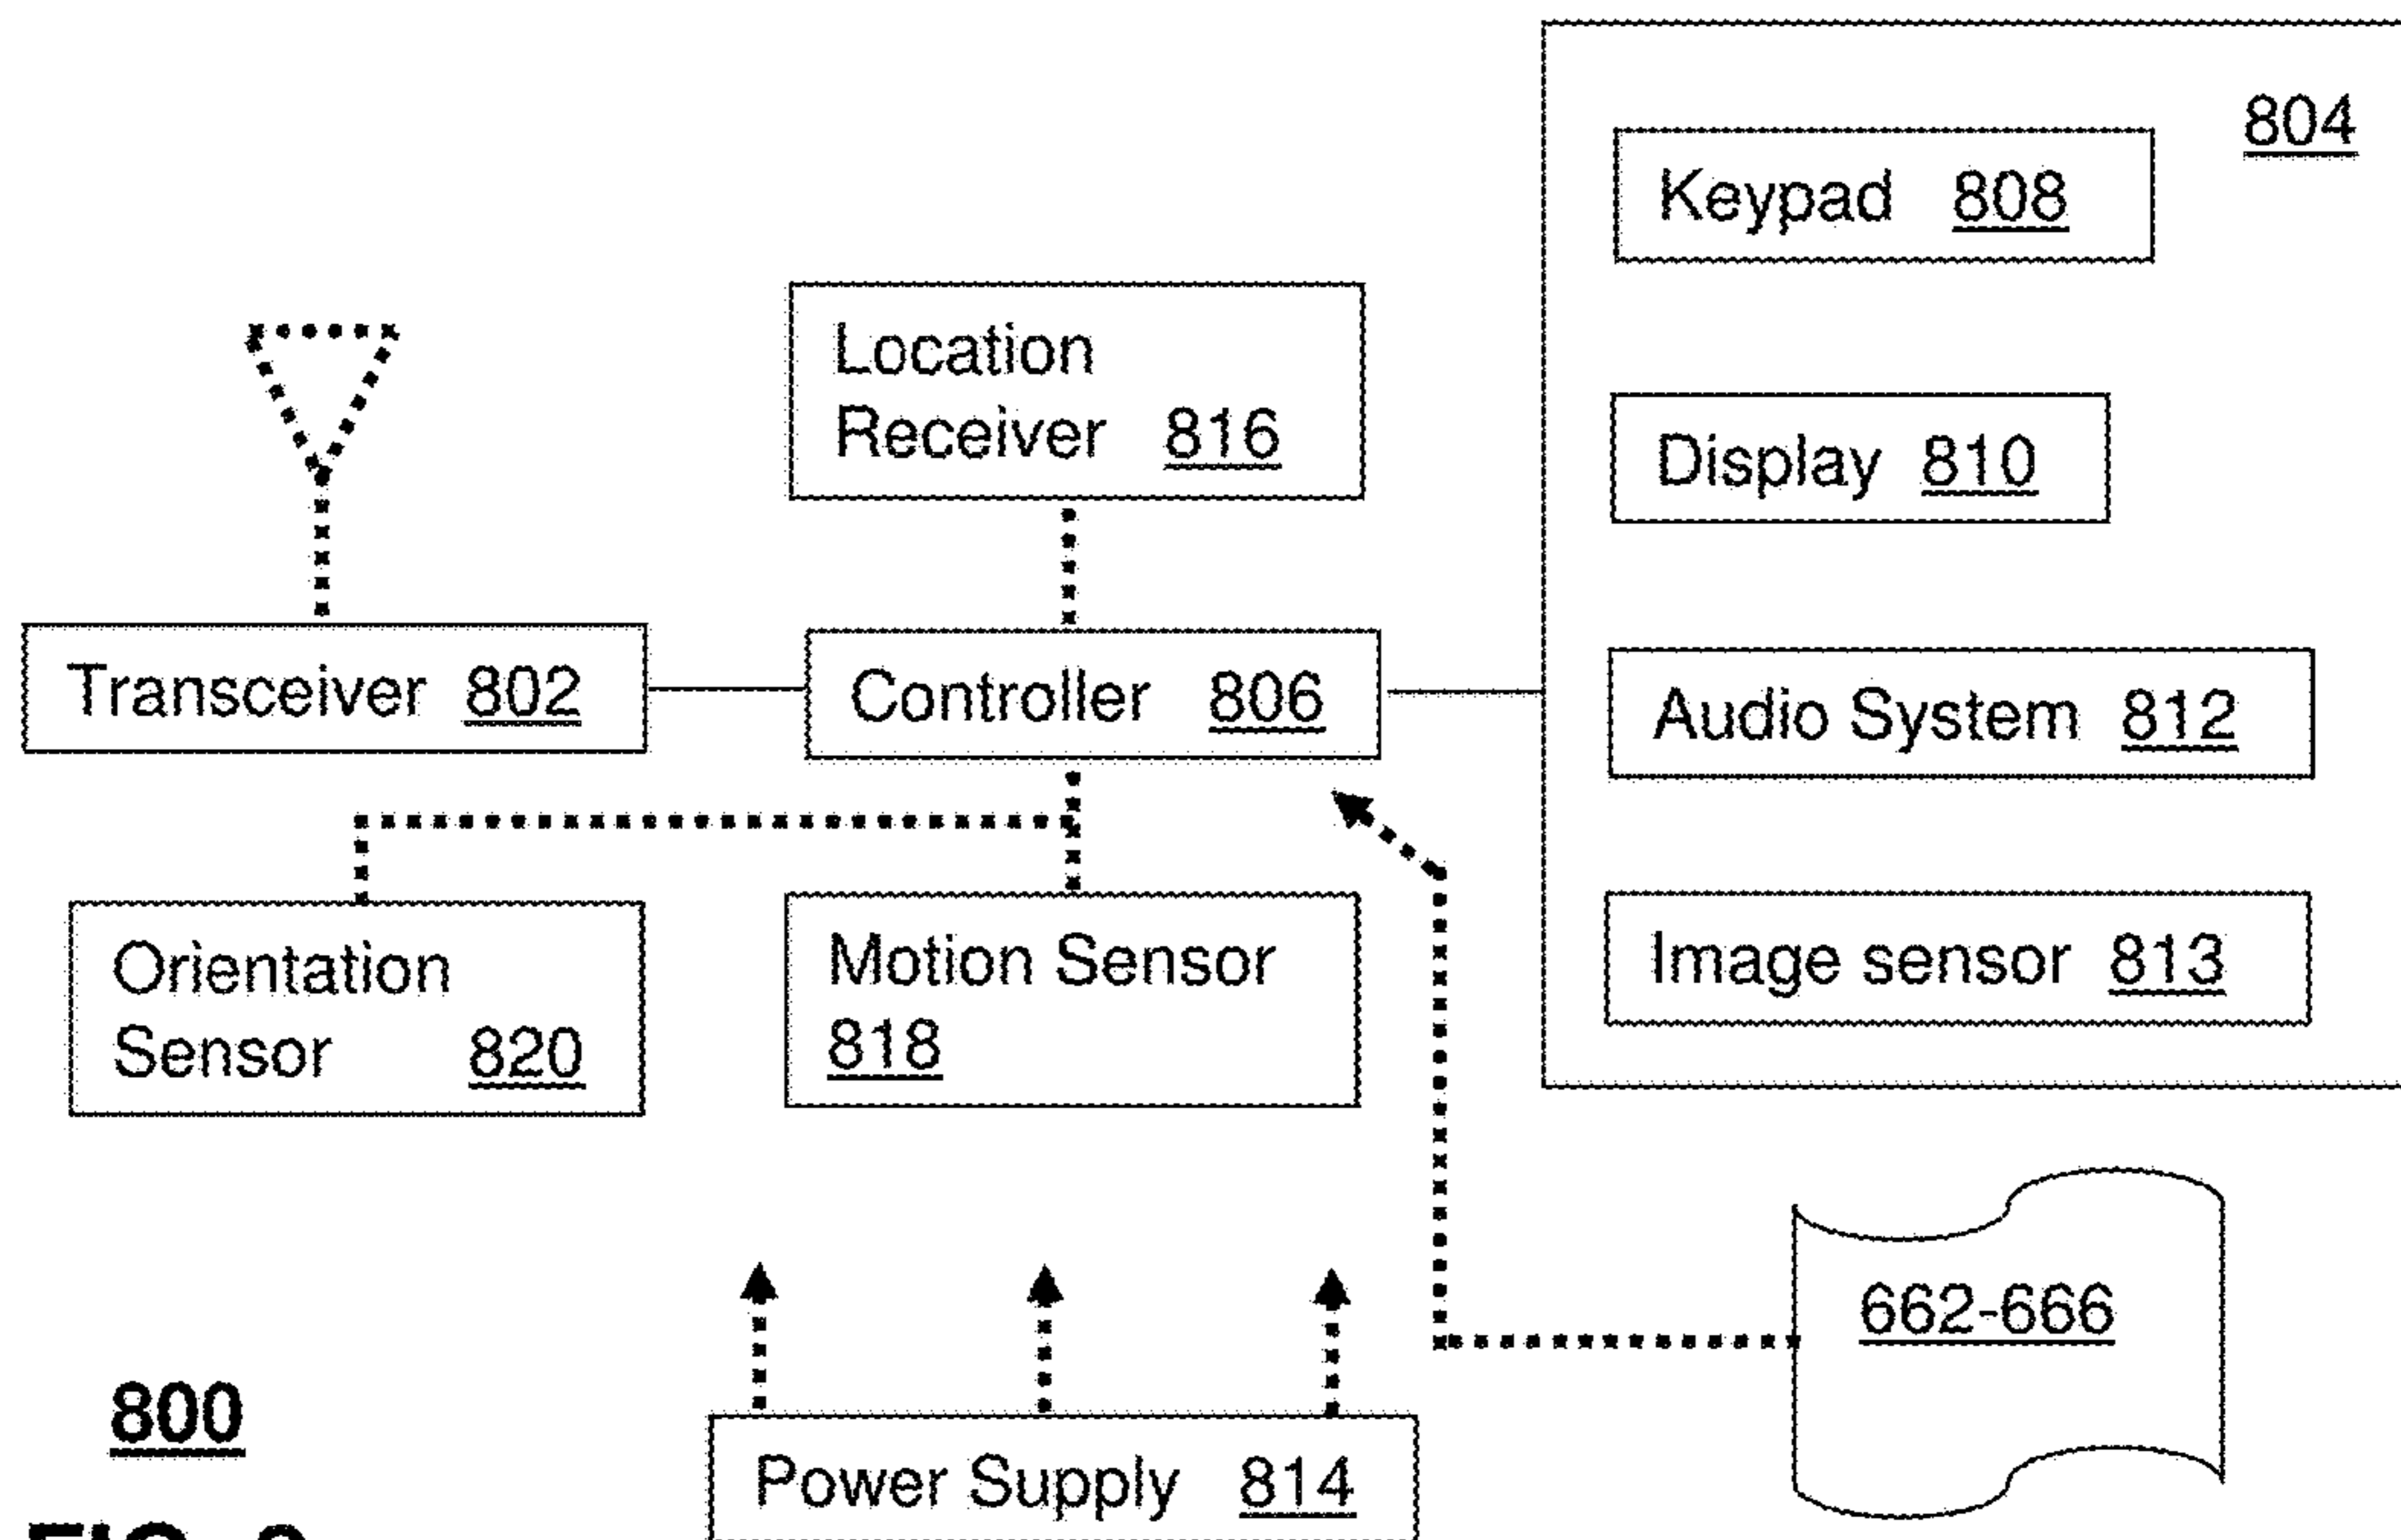 804
Keypad 808
Location
Receiver 816
Display 810
Transceiver 802
Controller 806
Audio System 812
Orientation
Sensor 820
Motion Sensor
818
Image sensor 813
662-666
800
Power Supply 814